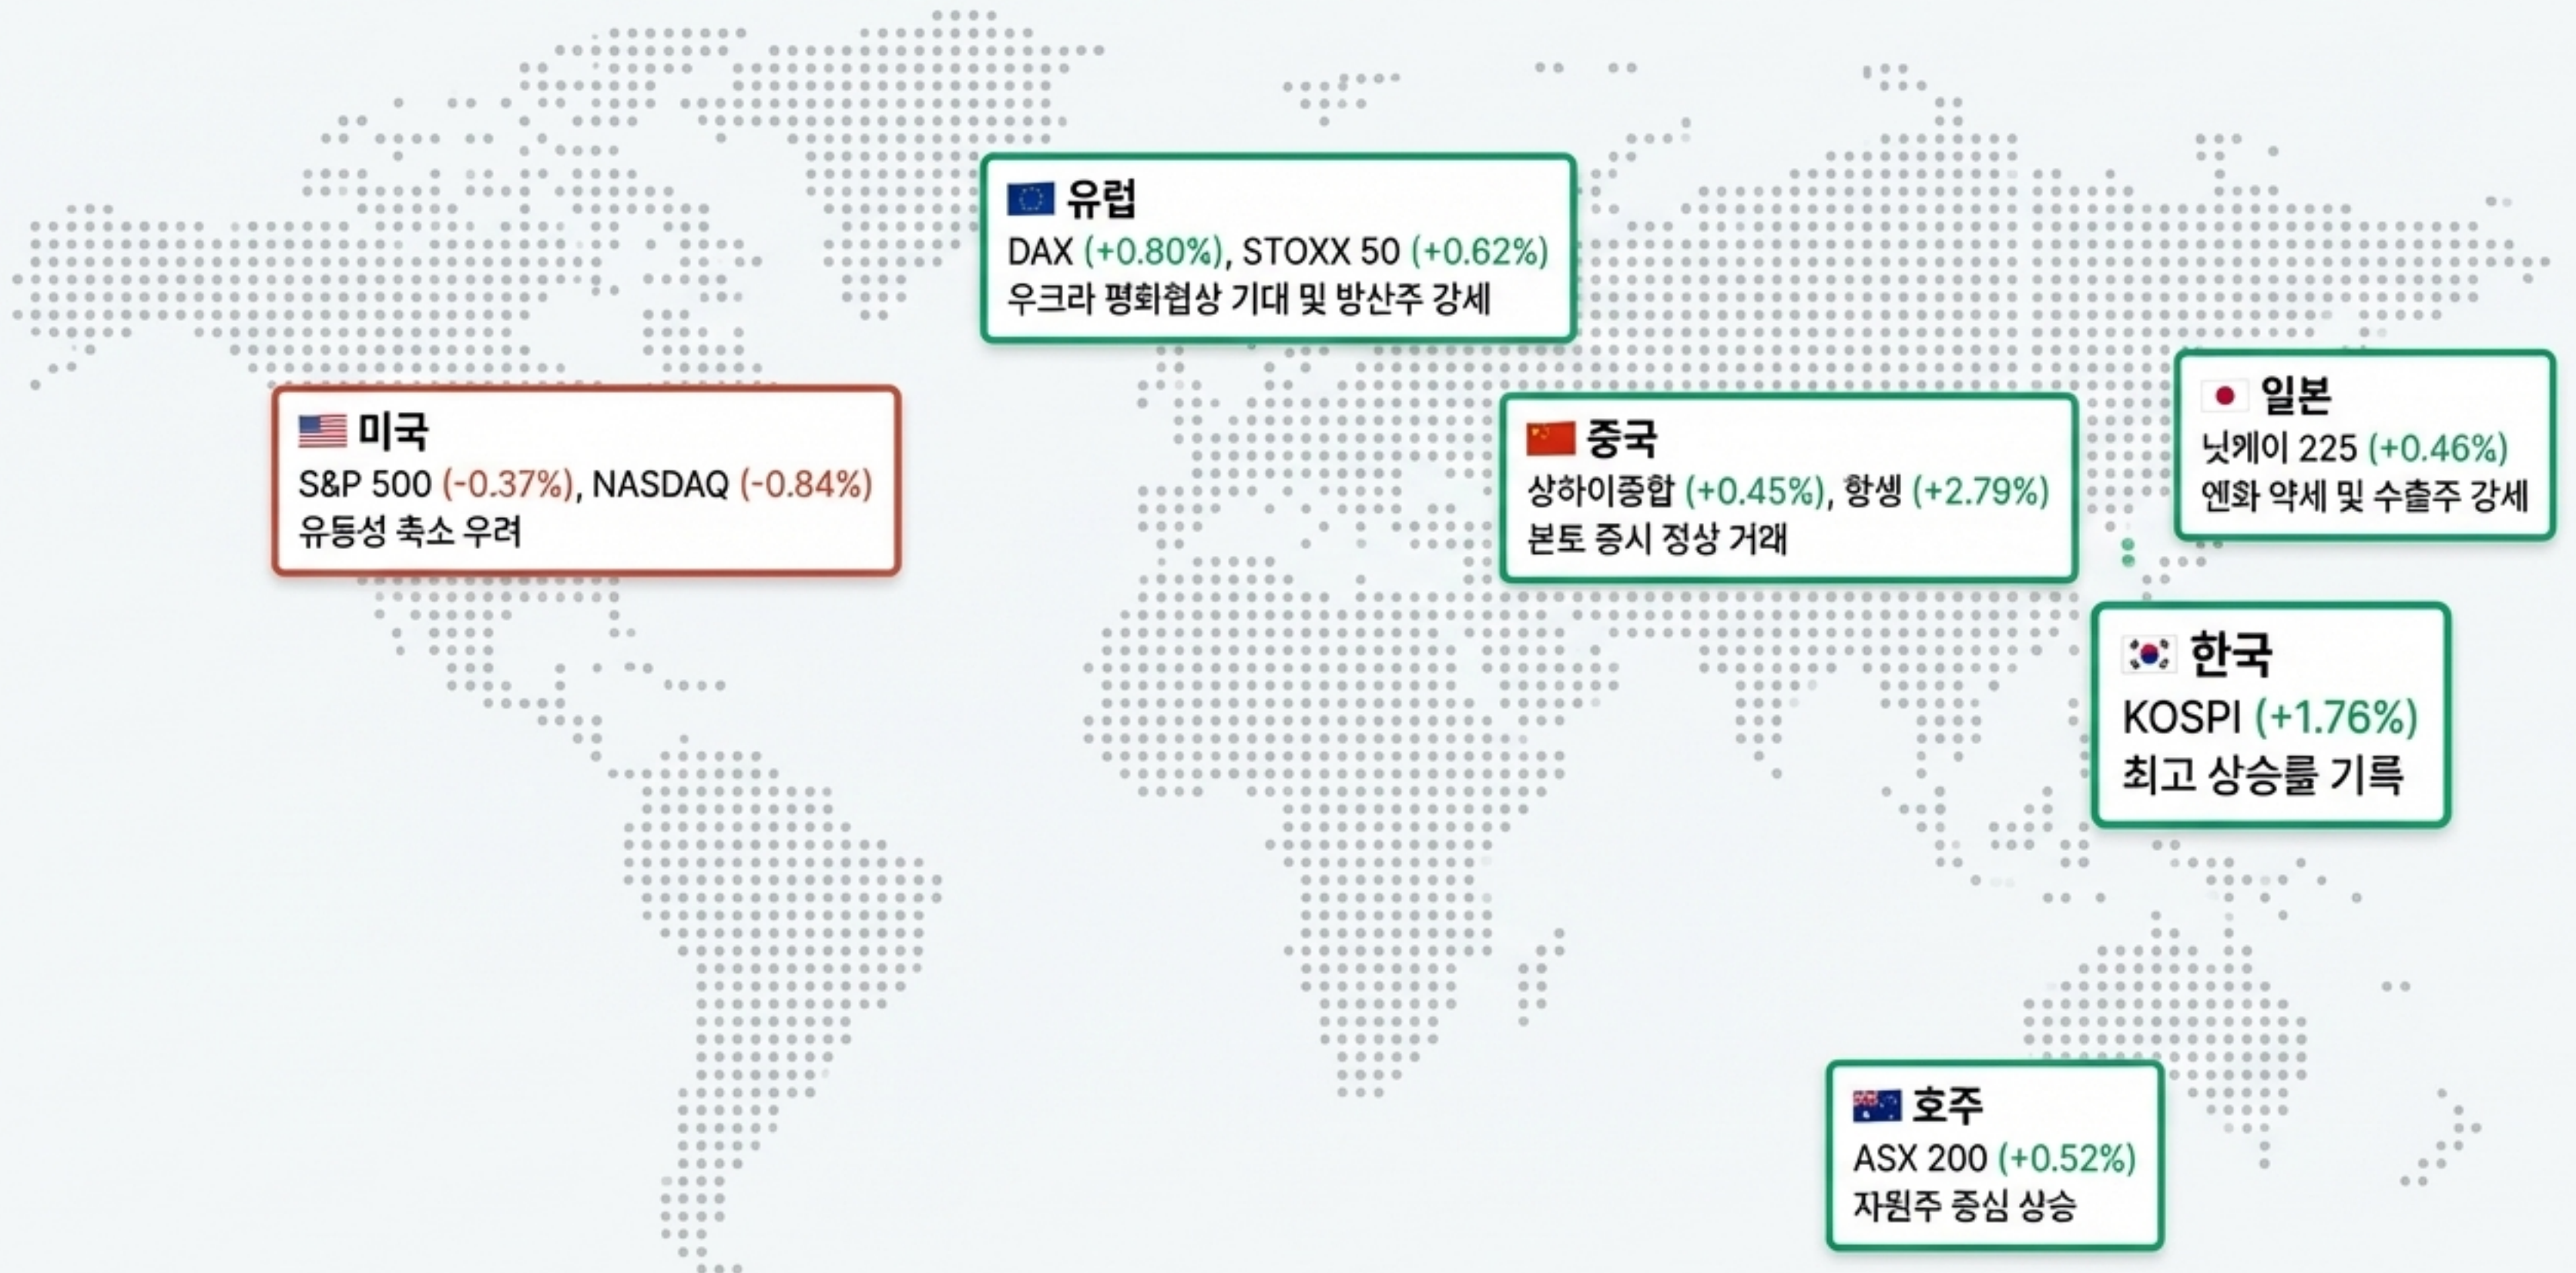 유럽
DAX (+0.80%), STOXX 50 (+0.62%)
우크라 평화협상 기대 및 방산주 강세
미국
S&P 500 (-0.37%), NASDAQ (-0.84%)
유동성 축소 우려
중국
상하이종합 (+0.45%), 항셍 (+2.79%)
본토 증시 정상 거래
일본
닛케이 225 (+0.46%)
엔화 약세 및 수출주 강세
한국
KOSPI (+1.76%)
최고 상승률 기록
호주
ASX 200 (+0.52%)
자원주 중심 상승